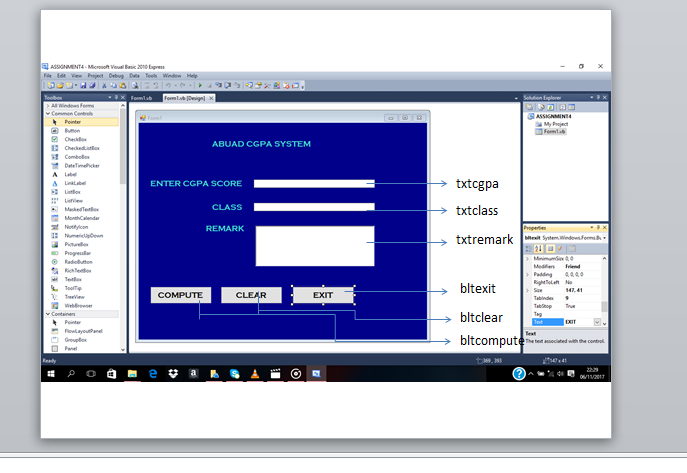 ASSIGNMENT4 - Microsoft Visual Basic 2010 Express
File Edit View Project Debug Data Tools Window Help
Toolbox
All Windows Forms
Common Controls
Pointer
Button
CheckBox
CheckedListBox
ComboBox
DateTimePicker
Label
LinkLabel
ListBox
ListView
MaskedTextBox
MonthCalendar
NotifyIcon
NumericUpDown
PictureBox
ProgressBar
RadioButton
RichTextBox
TextBox
ToolTip
TreeView
WebBrowser
Containers
Pointer
FlowLayoutPanel
GroupBox
Panel
Form1.vb Form1.vb [Design]
Form1
ABUAD CGPA SYSTEM
ENTER CGPA SCORE
CLASS
REMARK
COMPUTE CLEAR EXIT
txtcgpa
txtclass
txtremark
bltexit
bltclear
bltcompute
Solution Explorer
ASSIGNMENT4
My Project
Form1.vb
Properties
bltexit System.Windows.Forms.Bu
MinimumSize 0, 0
Modifiers Friend
Padding 0, 0, 0, 0
RightToLeft No
Size 147, 41
TabIndex 9
TabStop True
Tag
Text EXIT
Text
The text associated with the control.
Ready
369, 393
147 x 41
22:29
06/11/2017